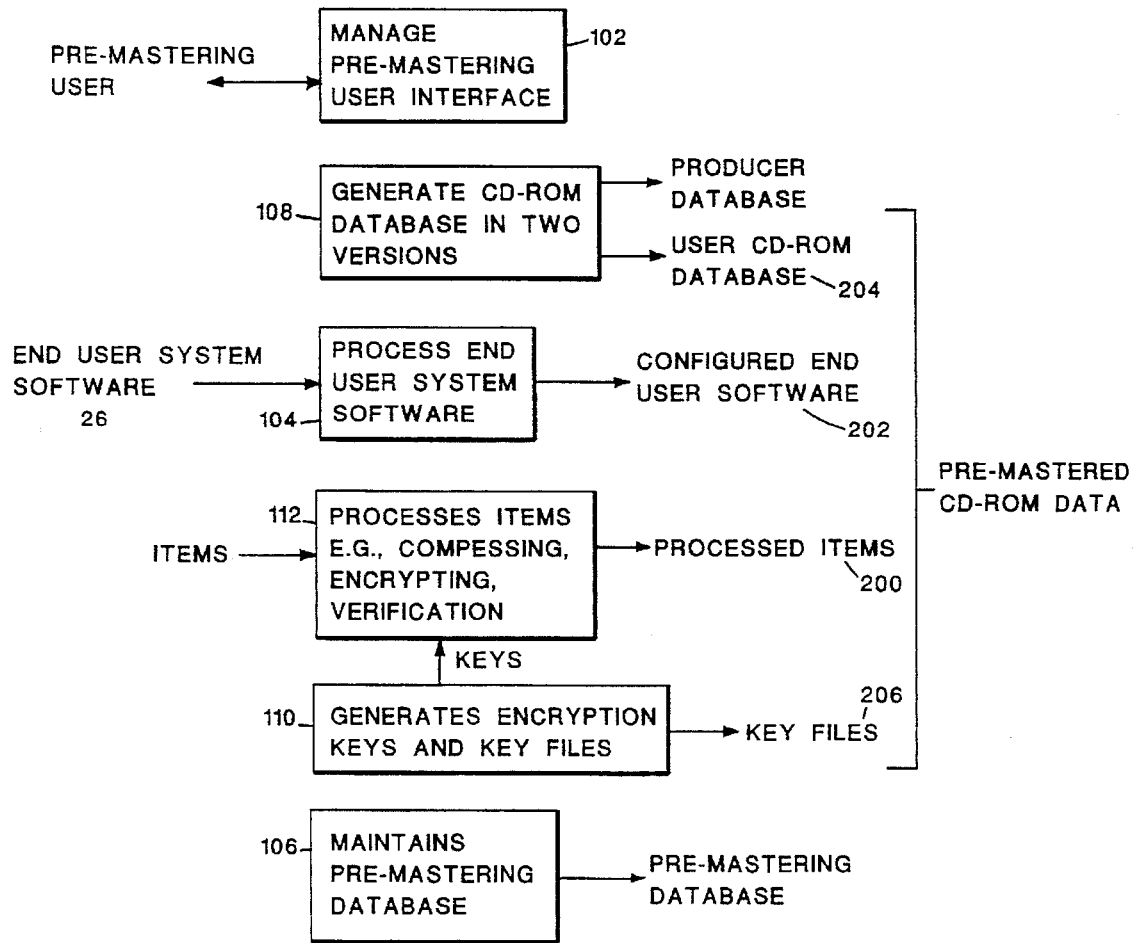 PRE-MASTERING
USER
MANAGE
PRE-MASTERING
USER INTERFACE
102
108
GENERATE CD-ROM
DATABASE IN TWO
VERSIONS
PRODUCER
DATABASE
USER CD-ROM
DATABASE
204
END USER SYSTEM
SOFTWARE
26
104
PROCESS END
USER SYSTEM
SOFTWARE
CONFIGURED END
USER SOFTWARE
202
PRE-MASTERED
CD-ROM DATA
ITEMS
112
PROCESSES ITEMS
E.G., COMPESSING,
ENCRYPTING,
VERIFICATION
PROCESSED ITEMS
200
KEYS
110
GENERATES ENCRYPTION
KEYS AND KEY FILES
KEY FILES
206
106
MAINTAINS
PRE-MASTERING
DATABASE
PRE-MASTERING
DATABASE